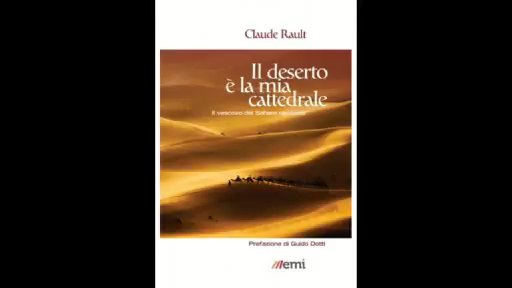 Claude Rault
Il deserto
è la mia
cattedrale
Il vescovo del Sahara racconta
Prefazione di Guido Dotti
emi